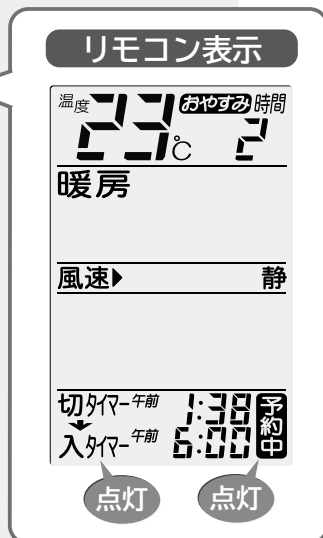 リモコン表示
温度 23℃ おやすみ 時間 2
暖房
風速▶ 静
切タイマー 午前 1:38 予約中
入タイマー 午前 6:00
点灯 点灯